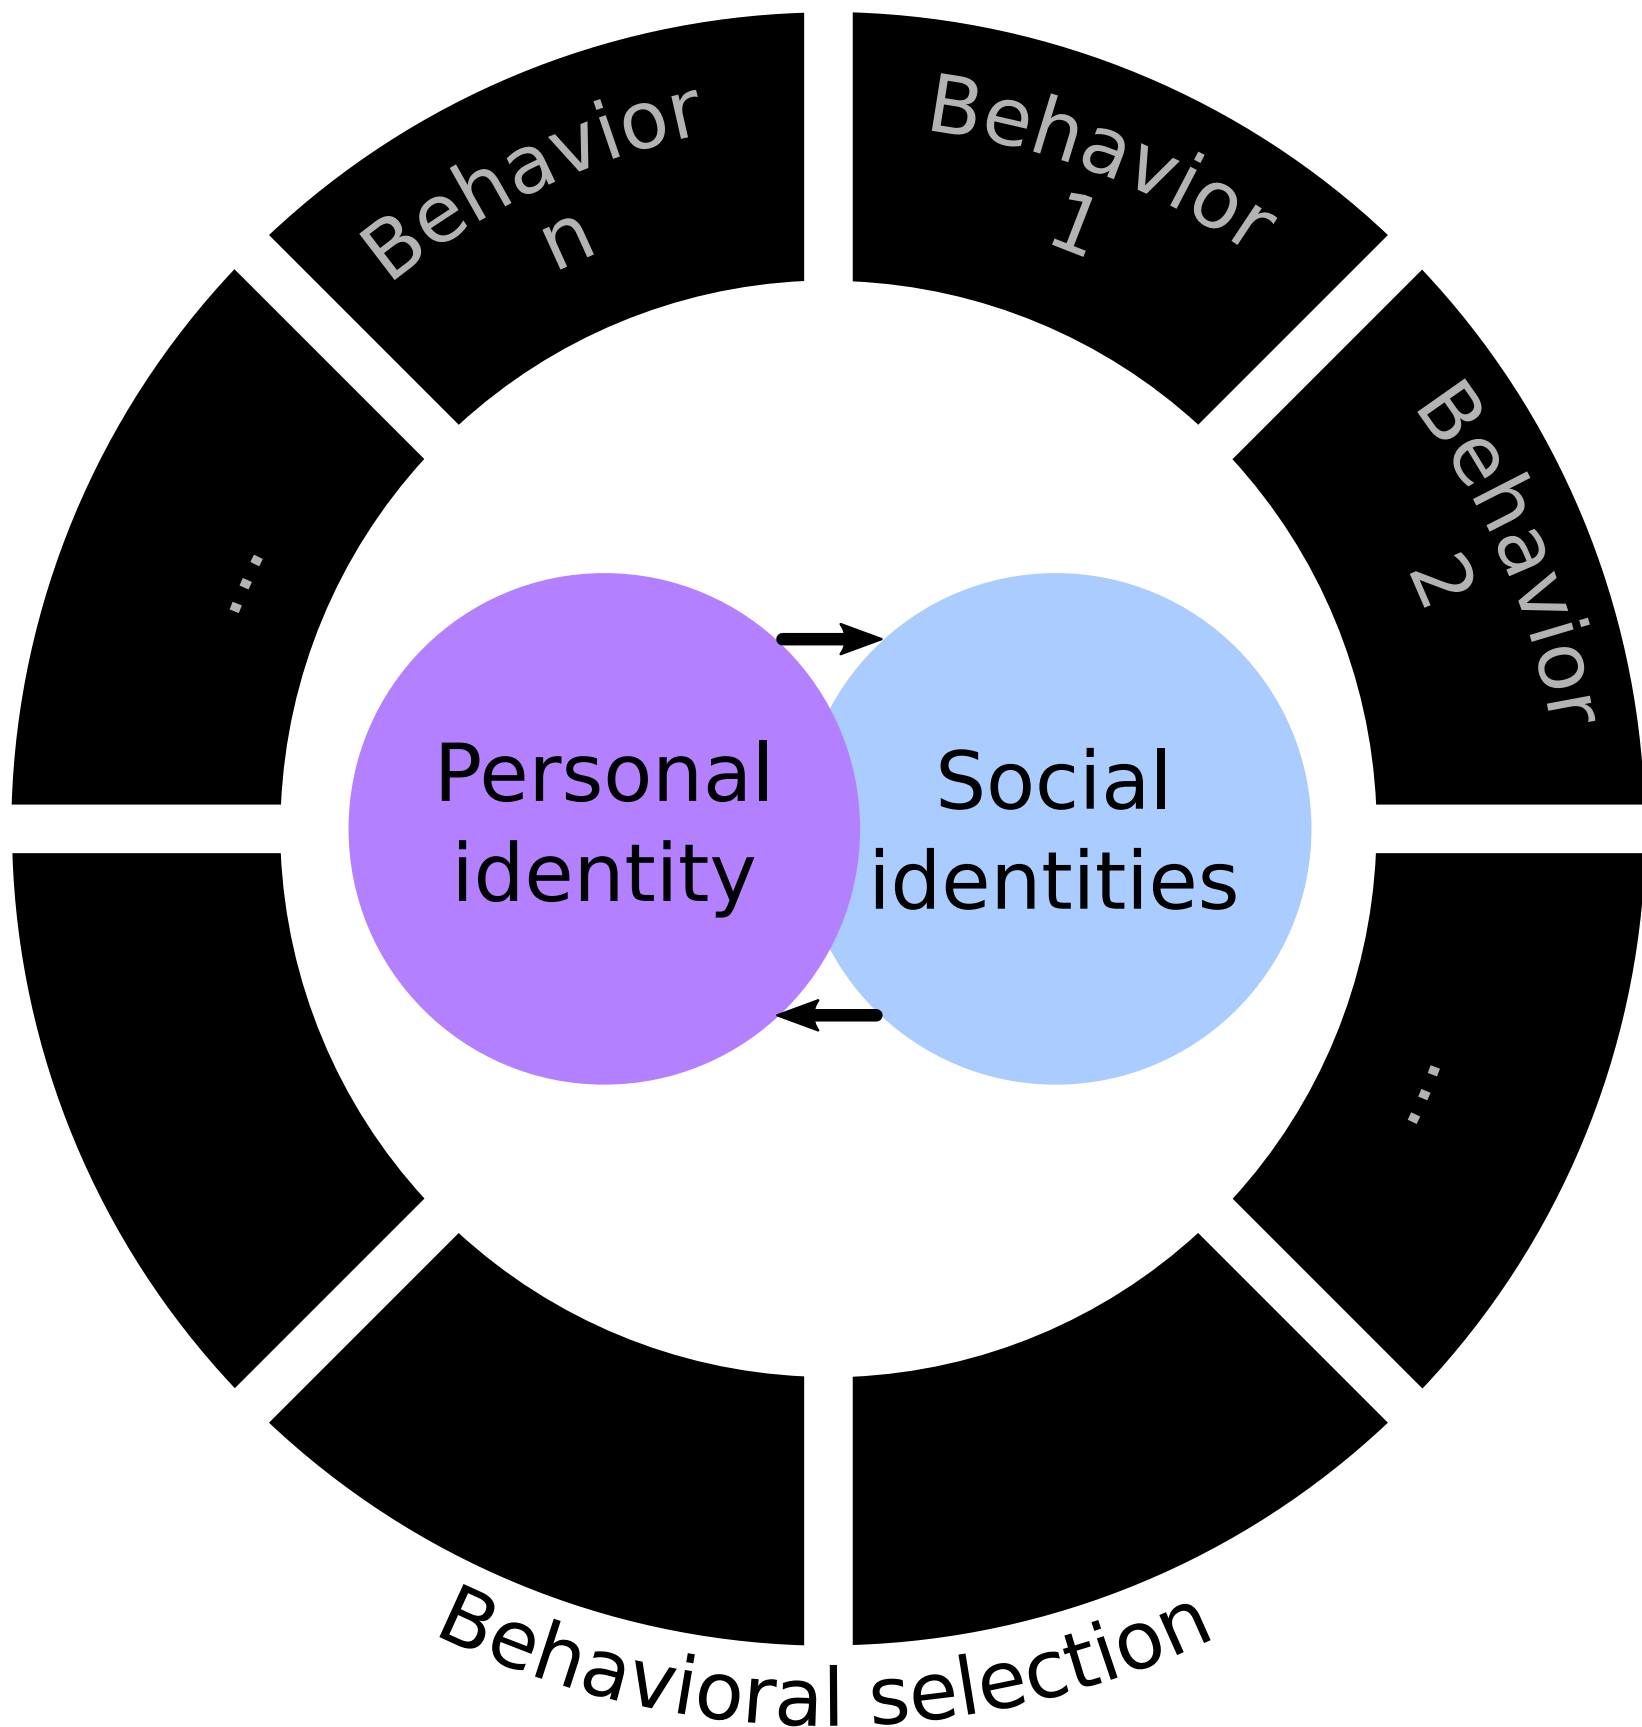 Behavior
n
Behavior
1
Behavior
2
...
...
Personal
identity
Social
identities
Behavioral selection